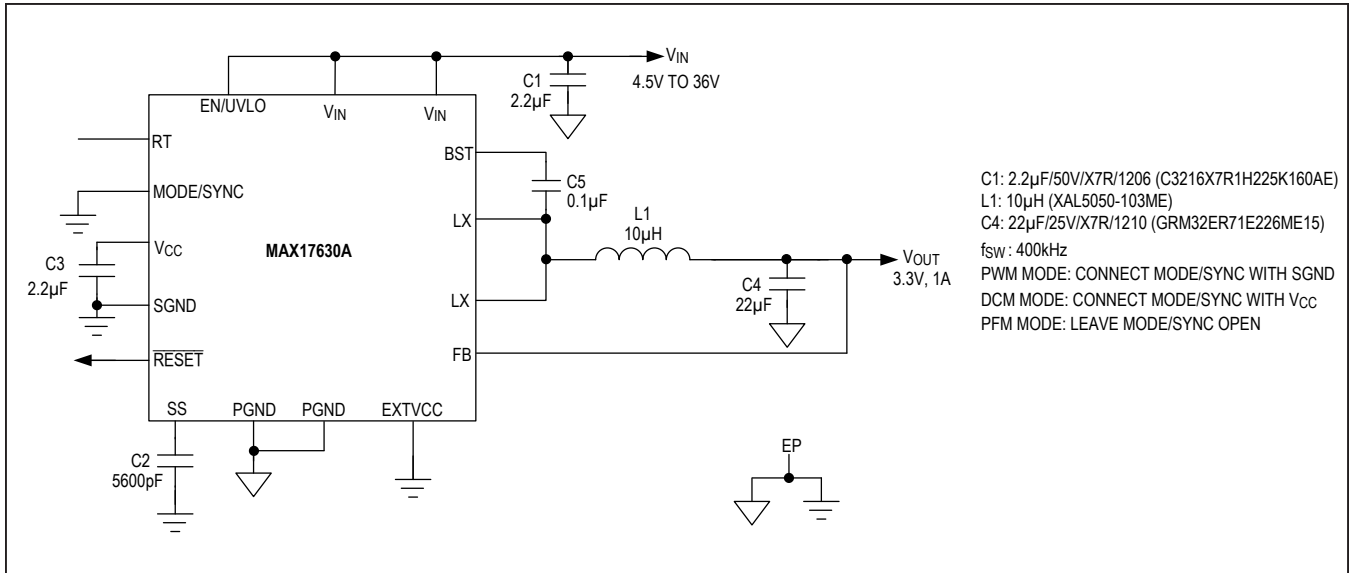 VIN
4.5V TO 36V
C1
2.2µF
EN/UVLO
VIN
VIN
RT
BST
MODE/SYNC
C5
0.1µF
LX
L1
10µH
VCC
MAX17630A
C3
2.2µF
VOUT
3.3V, 1A
C4
22µF
SGND
LX
RESET
FB
SS
PGND
PGND
EXTVCC
C2
5600pF
EP
C1: 2.2µF/50V/X7R/1206 (C3216X7R1H225K160AE)
L1: 10µH (XAL5050-103ME)
C4: 22µF/25V/X7R/1210 (GRM32ER71E226ME15)
fSW : 400kHz
PWM MODE: CONNECT MODE/SYNC WITH SGND
DCM MODE: CONNECT MODE/SYNC WITH VCC
PFM MODE: LEAVE MODE/SYNC OPEN